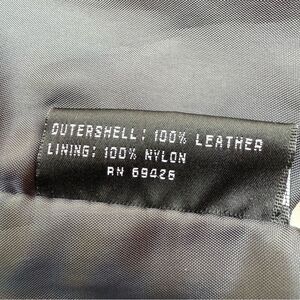 OUTERSHELL: 100% LEATHER
LINING: 100% NYLON
RN 69426